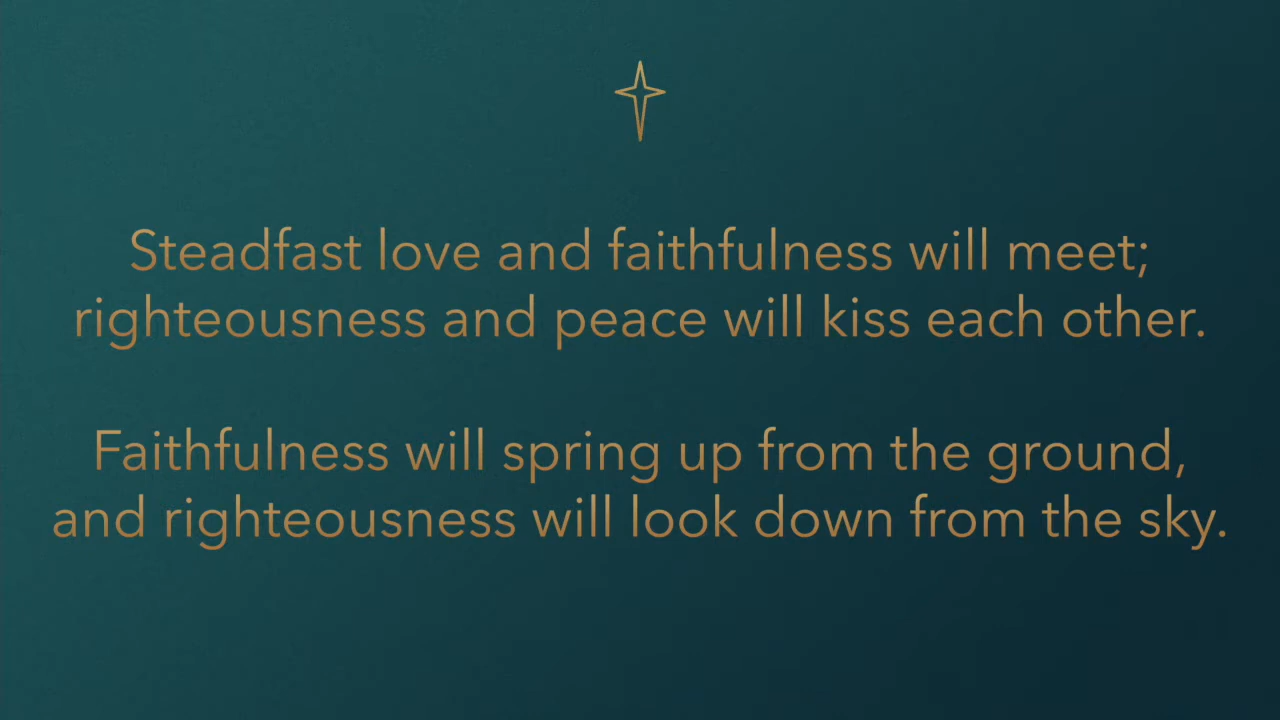 Steadfast love and faithfulness will meet;
righteousness and peace will kiss each other.
Faithfulness will spring up from the ground,
and righteousness will look down from the sky.